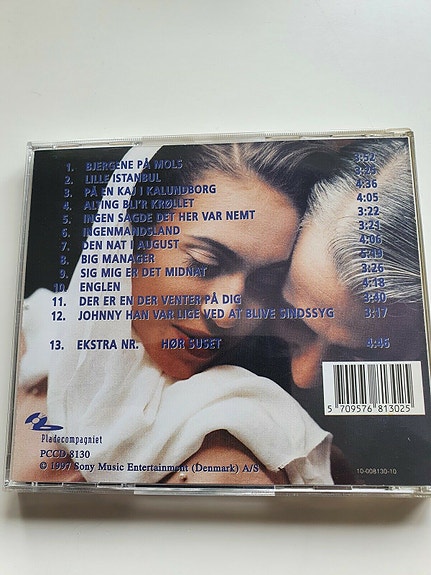 1. BJERGENE PÅ MOLS 3:52
2. LILLE ISTANBUL 3:25
3. PÅ EN KAJ I KALUNDBORG 4:36
4. ALTING BLI'R KRØLLET 4:05
5. INGEN SAGDE DET HER VAR NEMT 3:22
6. INGENMANDSLAND 3:21
7. DEN NAT I AUGUST 4:06
8. BIG MANAGER
9. SIG MIG ER DET MIDNAT 3:26
10. ENGLEN 4:18
11. DER ER EN DER VENTER PÅ DIG 3:40
12. JOHNNY HAN VAR LIGE VED AT BLIVE SINDSSYG 3:17
13. EKSTRA NR. HØR SUSET 4:46
5 709576 813025
Pladecompagniet
PCCD 8130
© 1997 Sony Music Entertainment (Denmark) A/S
10-008130-10